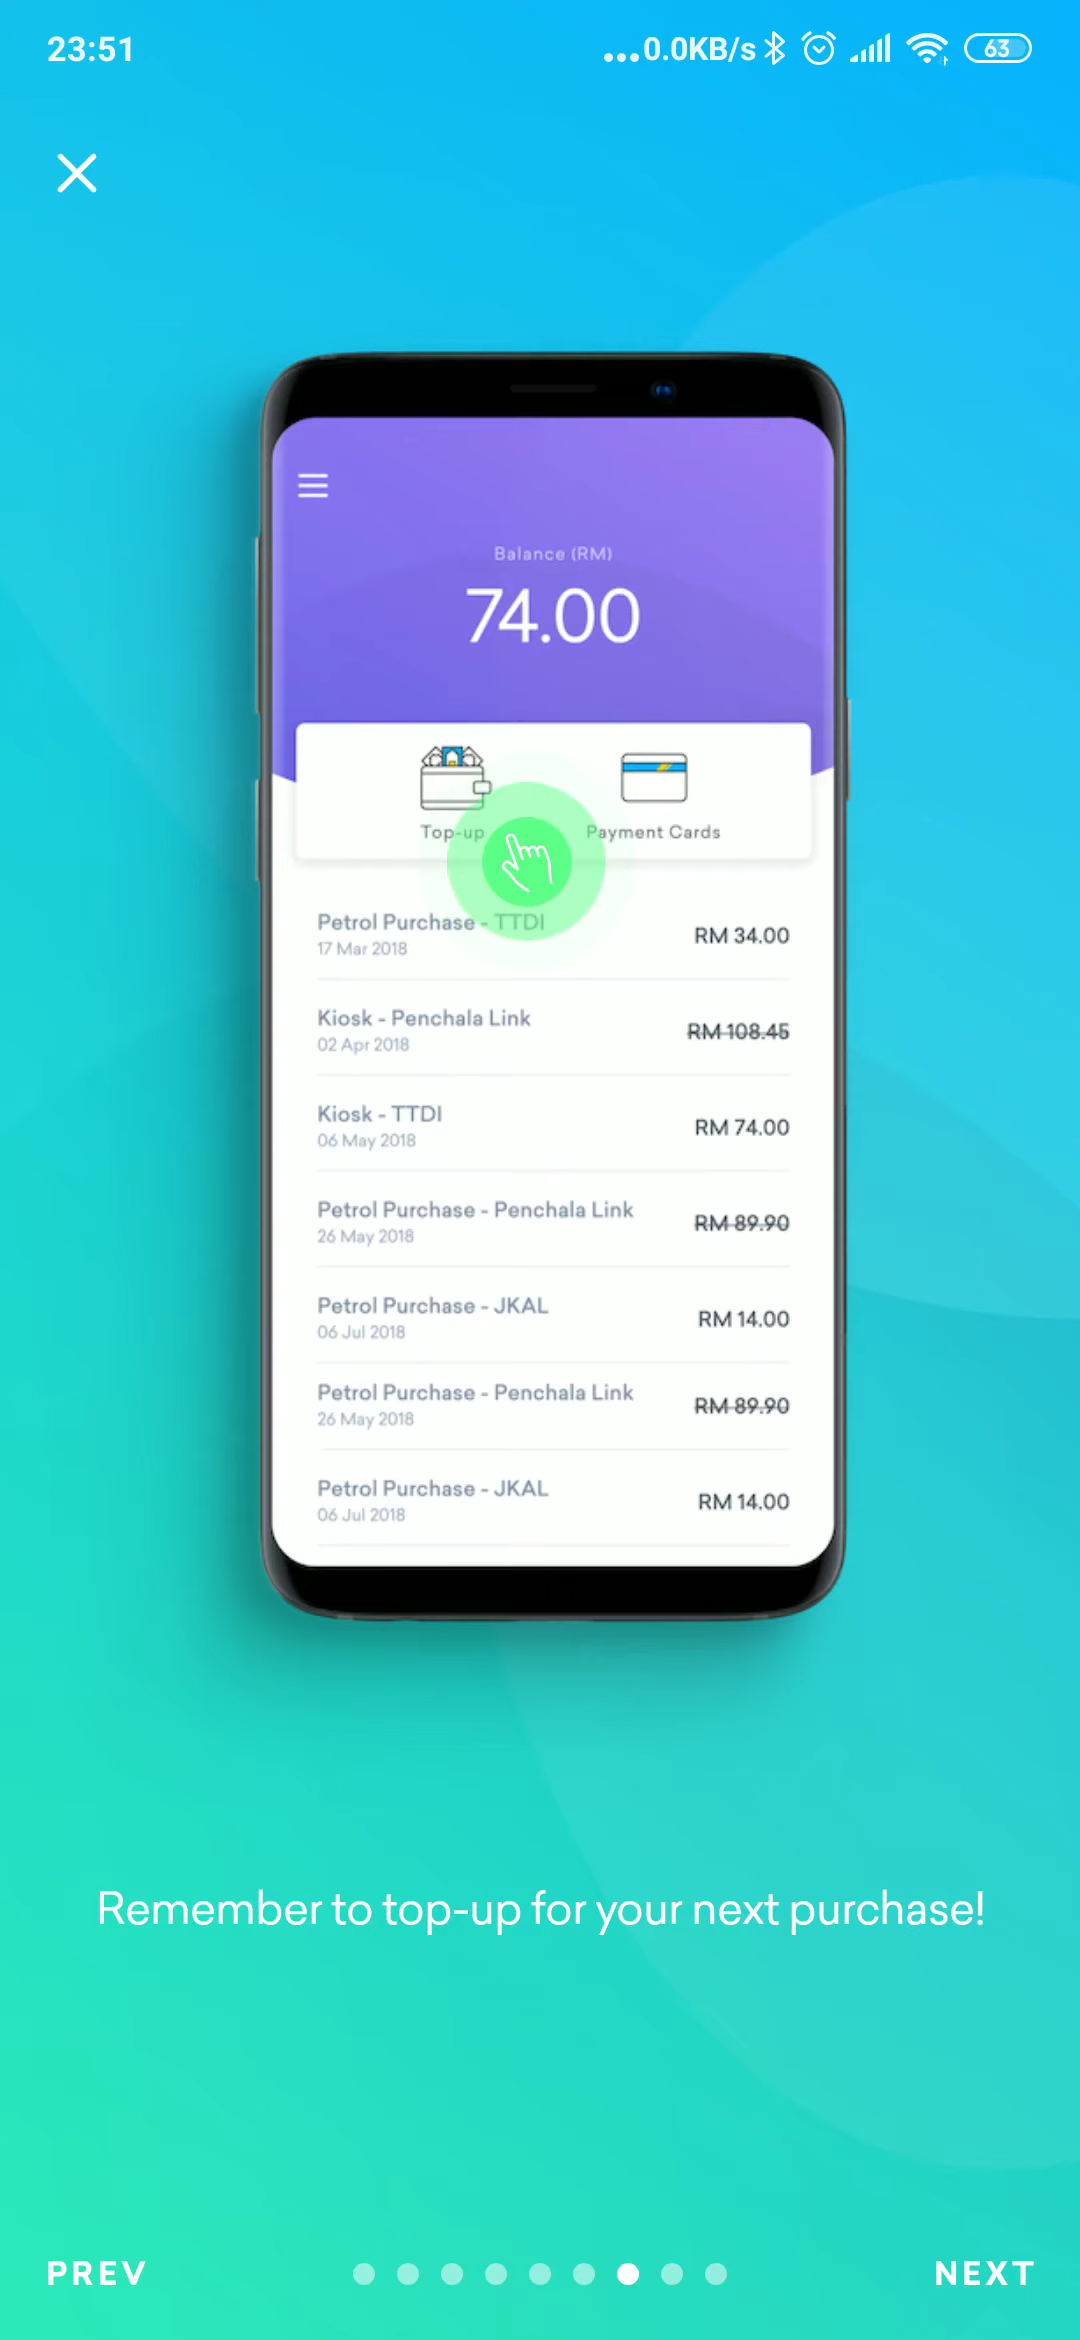 23:51
...0.0KB/s
63
Balance (RM)
74.00
Top-up
Payment Cards
Petrol Purchase - TTDI
17 Mar 2018
RM 34.00
Kiosk - Penchala Link
02 Apr 2018
RM 108.45
Kiosk - TTDI
06 May 2018
RM 74.00
Petrol Purchase - Penchala Link
26 May 2018
RM 89.90
Petrol Purchase - JKAL
06 Jul 2018
RM 14.00
Petrol Purchase - Penchala Link
26 May 2018
RM 89.90
Petrol Purchase - JKAL
06 Jul 2018
RM 14.00
Remember to top-up for your next purchase!
PREV
NEXT